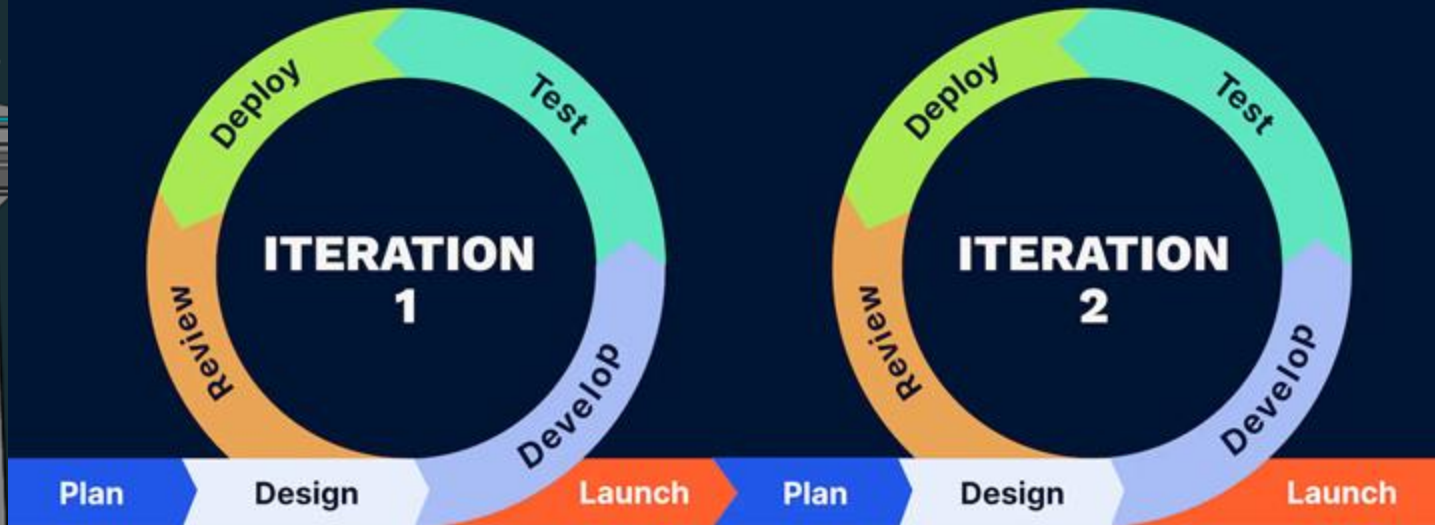 Deploy
Test
ITERATION
1
Review
Develop
Plan
Design
Launch
Deploy
Test
ITERATION
2
Review
Develop
Plan
Design
Launch